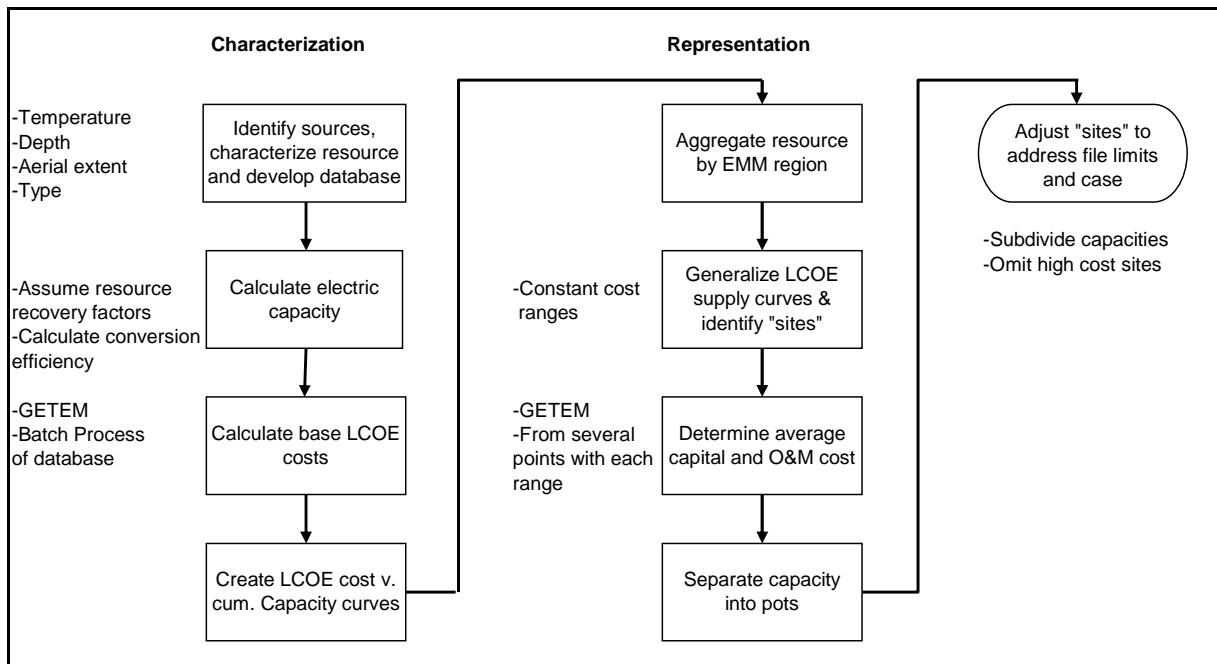 Characterization
-Temperature
-Depth
-Aerial extent
-Type
Identify sources,
characterize resource
and develop database
-Assume resource
recovery factors
-Calculate conversion
efficiency
Calculate electric
capacity
-GETEM
-Batch Process
of database
Calculate base LCOE
costs
Create LCOE cost v.
cum. Capacity curves
Representation
Aggregate resource
by EMM region
-Constant cost
ranges
Generalize LCOE
supply curves &
identify "sites"
-GETEM
-From several
points with each
range
Determine average
capital and O&M cost
Separate capacity
into pots
Adjust "sites" to
address file limits
and case
-Subdivide capacities
-Omit high cost sites